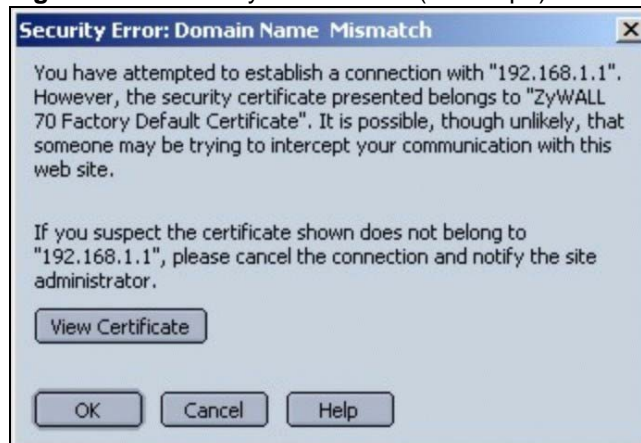 Security Error: Domain Name Mismatch
You have attempted to establish a connection with "192.168.1.1".
However, the security certificate presented belongs to "ZyWALL
70 Factory Default Certificate". It is possible, though unlikely, that
someone may be trying to intercept your communication with this
web site.
If you suspect the certificate shown does not belong to
"192.168.1.1", please cancel the connection and notify the site
administrator.
View Certificate
OK Cancel Help